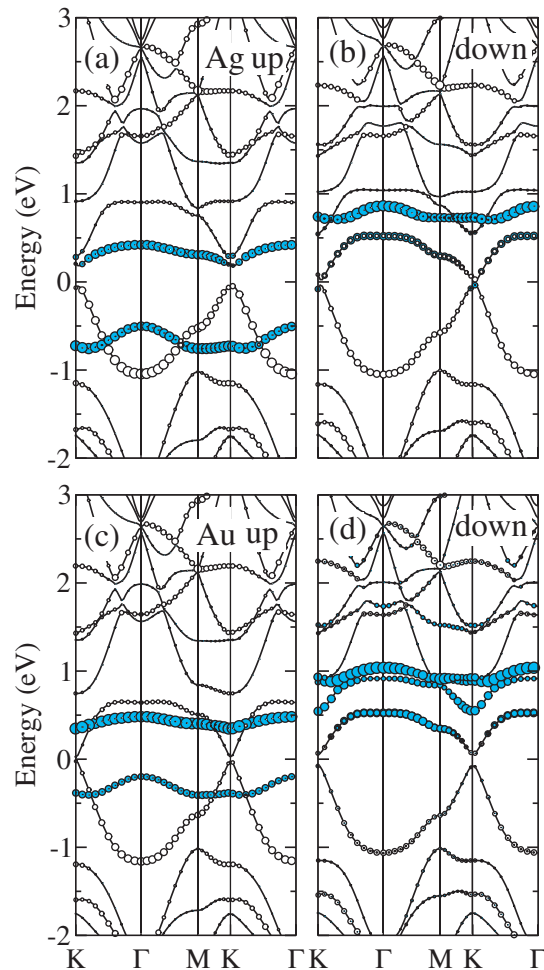 (a) Ag up
(b) down
3
2
1
0
-1
-2
Energy (eV)
(c) Au up
(d) down
3
2
1
0
-1
-2
Energy (eV)
K Γ M K Γ K Γ M K Γ